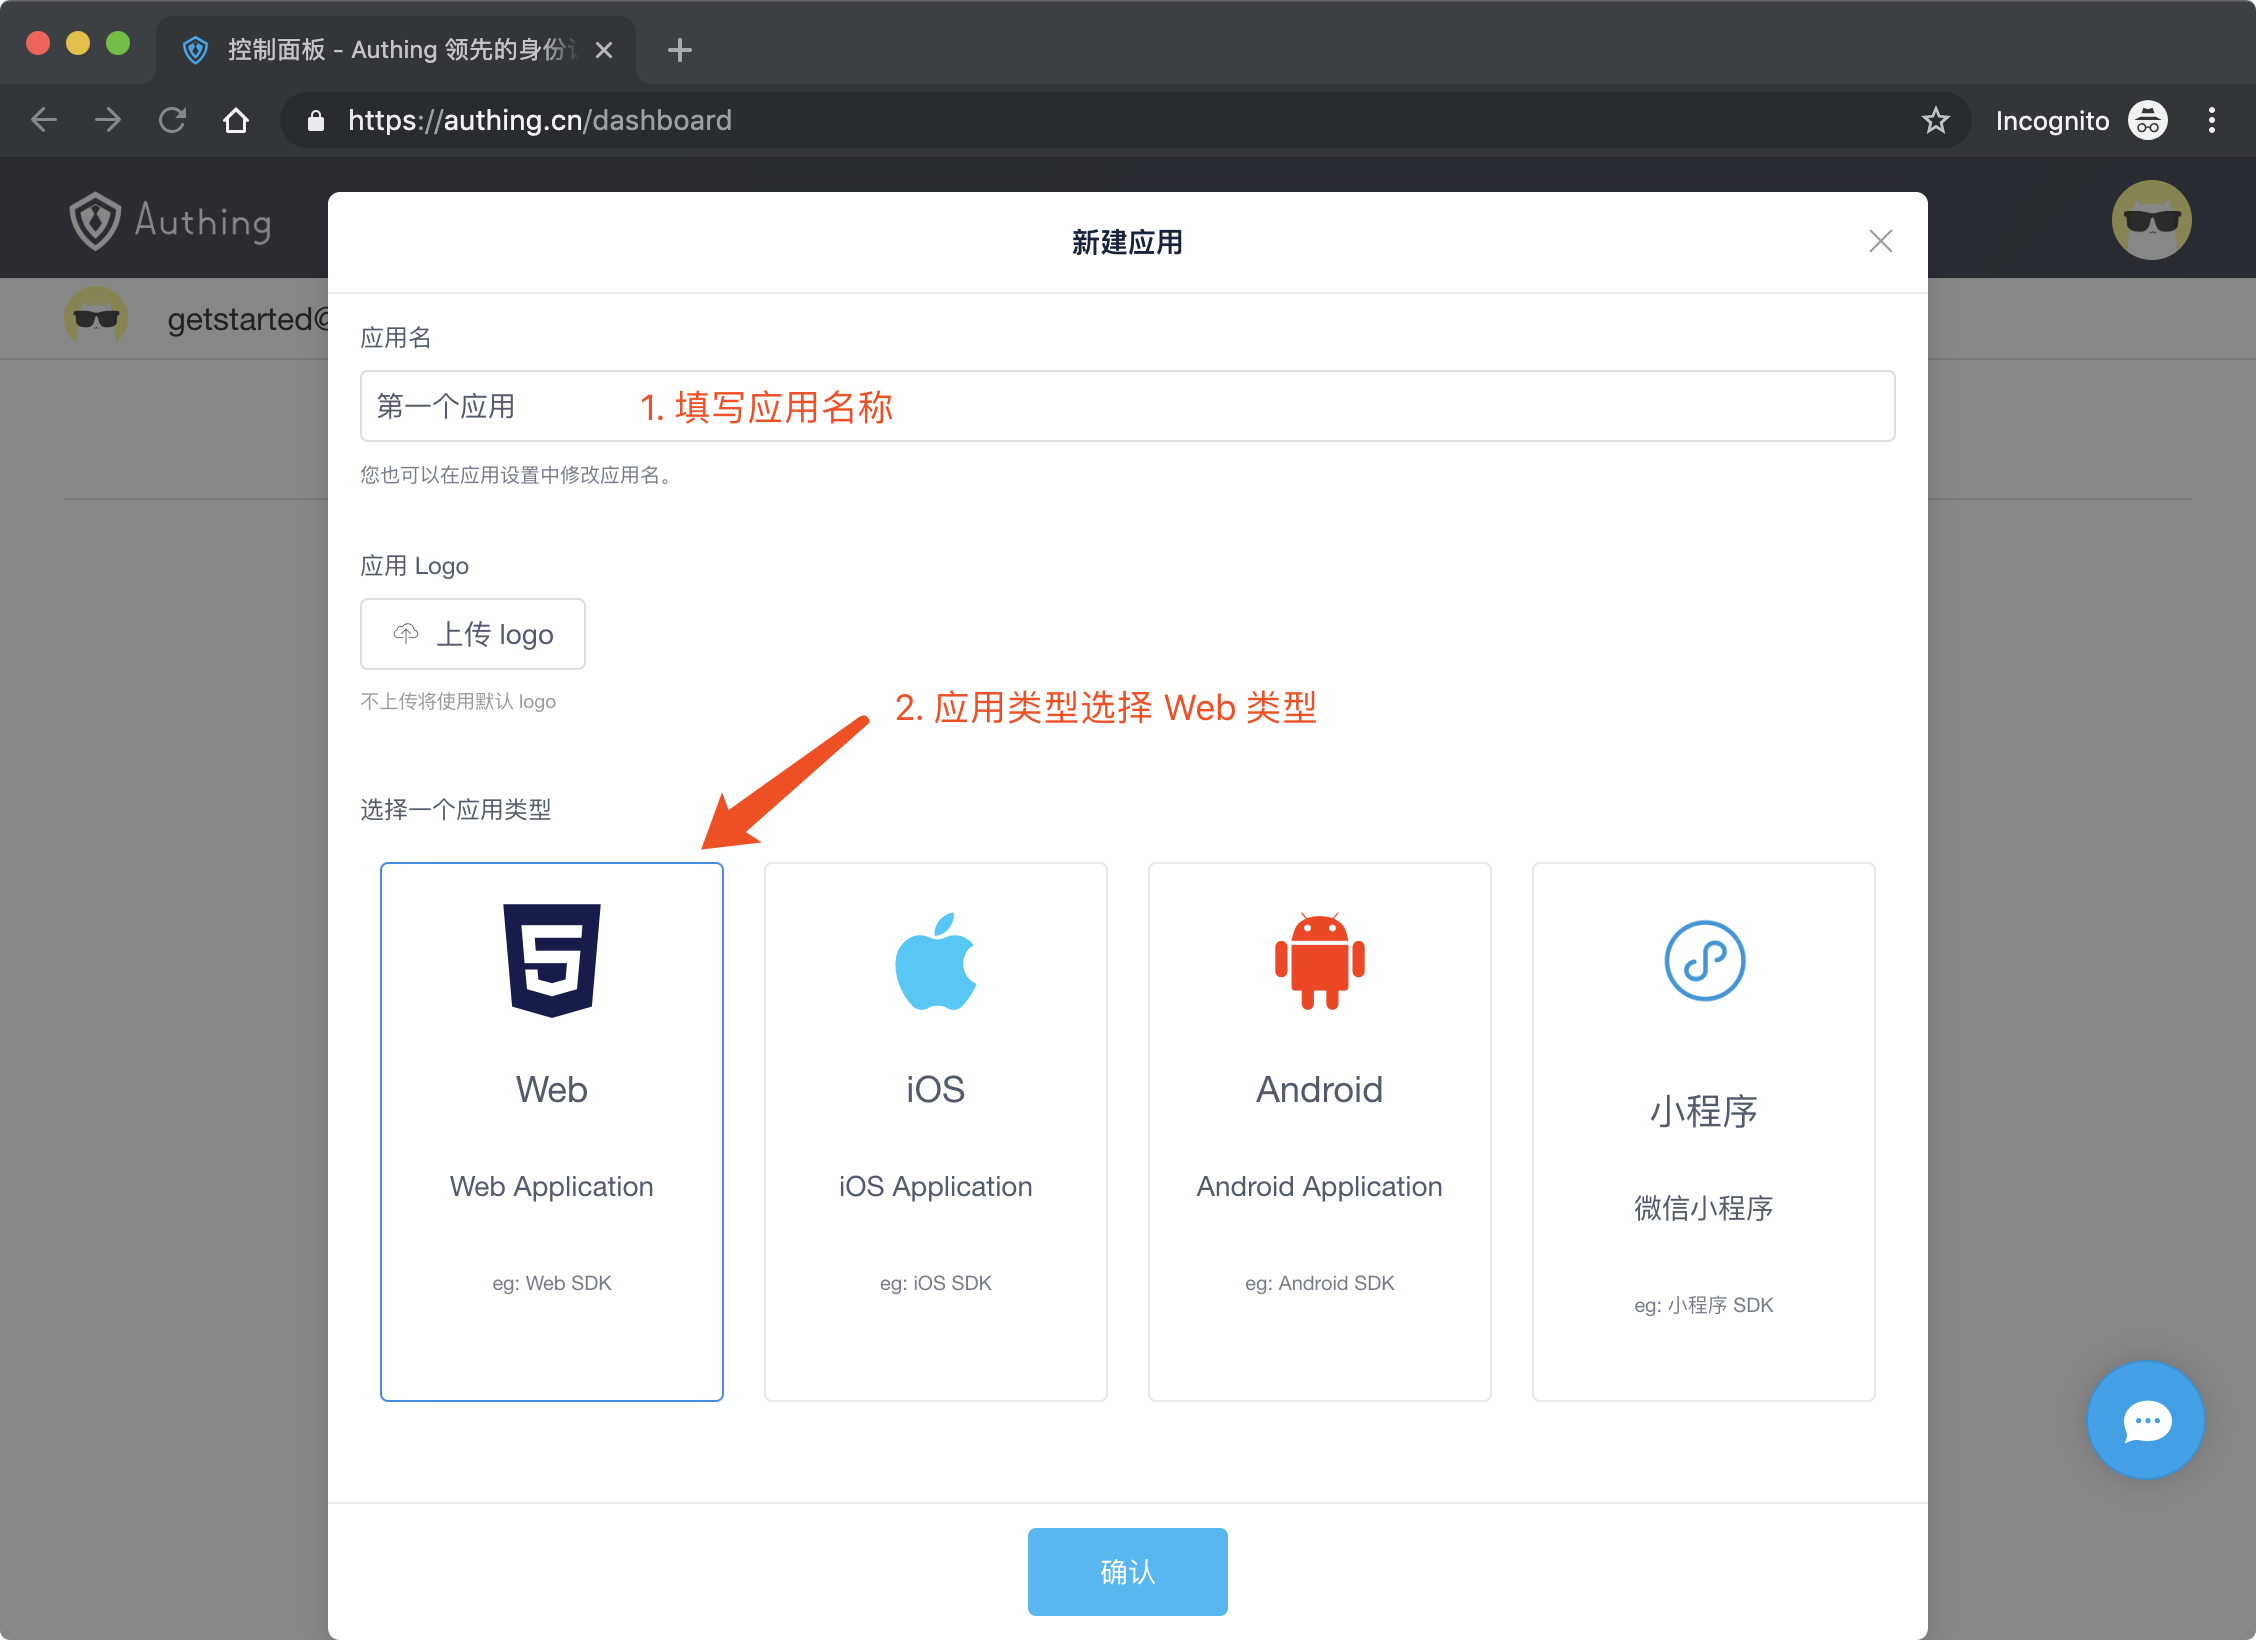 控制面板 - Authing 领先的身份
https://authing.cn/dashboard
Incognito
Authing
新建应用
getstarted@
应用名
第一个应用
1. 填写应用名称
您也可以在应用设置中修改应用名。
应用 Logo
上传 logo
不上传将使用默认 logo
2. 应用类型选择 Web 类型
选择一个应用类型
Web
Web Application
eg: Web SDK
iOS
iOS Application
eg: iOS SDK
Android
Android Application
eg: Android SDK
小程序
微信小程序
eg: 小程序 SDK
确认